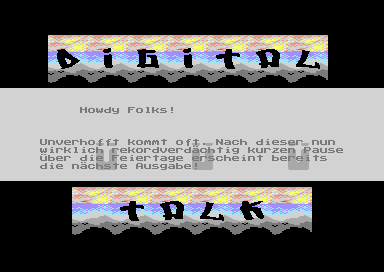 DiGiTAL
Howdy Folks!
Unverhofft kommt oft. Nach dieser nun
wirklich rekordverdächtig kurzen Pause
über die Feiertage erscheint bereits
die nächste Ausgabe!
TALK